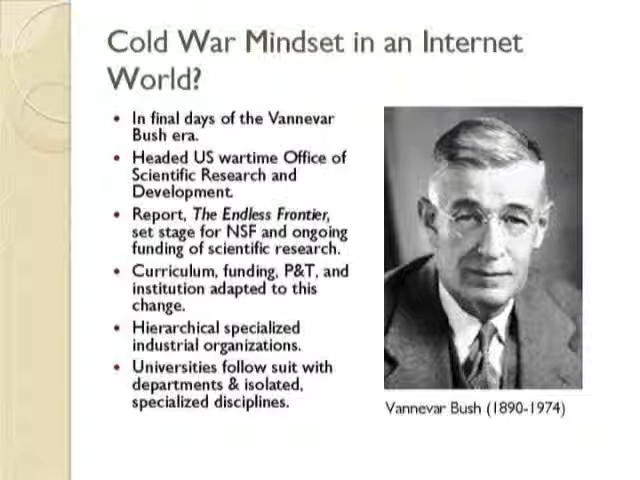 Cold War Mindset in an Internet
World?
• In final days of the Vannevar
Bush era.
• Headed US wartime Office of
Scientific Research and
Development.
• Report, The Endless Frontier,
set stage for NSF and ongoing
funding of scientific research.
• Curriculum, funding, P&T, and
institution adapted to this
change.
• Hierarchical specialized
industrial organizations.
• Universities follow suit with
departments & isolated,
specialized disciplines.
Vannevar Bush (1890-1974)